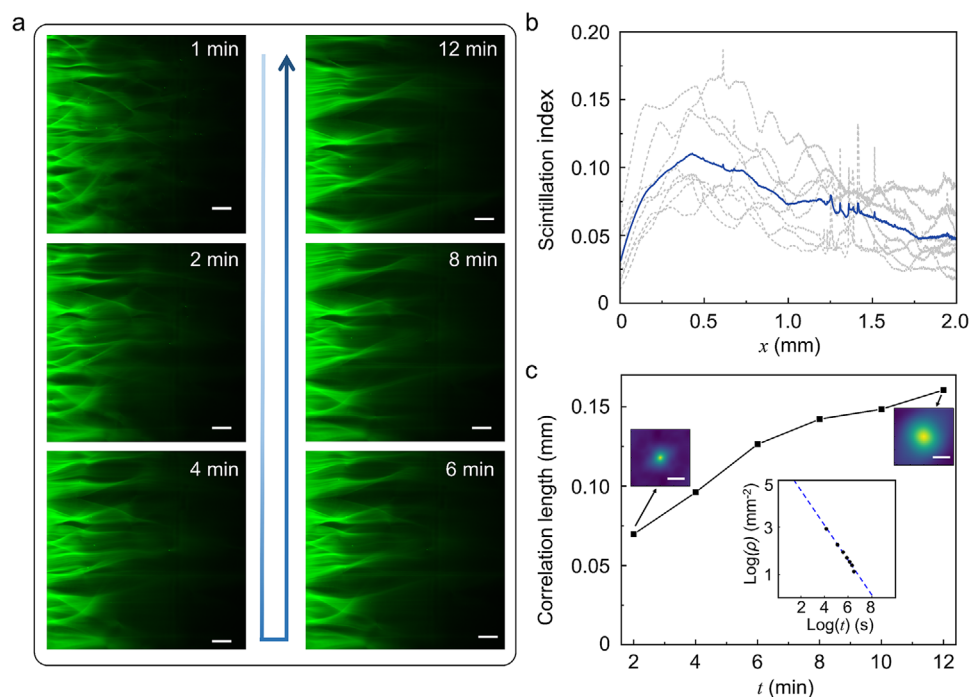 a
1 min
12 min
2 min
8 min
4 min
6 min
b
Scintillation index
0.20
0.15
0.10
0.05
0
0
0.5
1.0
1.5
2.0
x (mm)
c
Correlation length (mm)
0.15
0.10
0.05
0
2
4
6
8
10
12
t (min)
Log(ρ) (mm⁻²)
5
3
1
2
4
6
8
Log(t) (s)